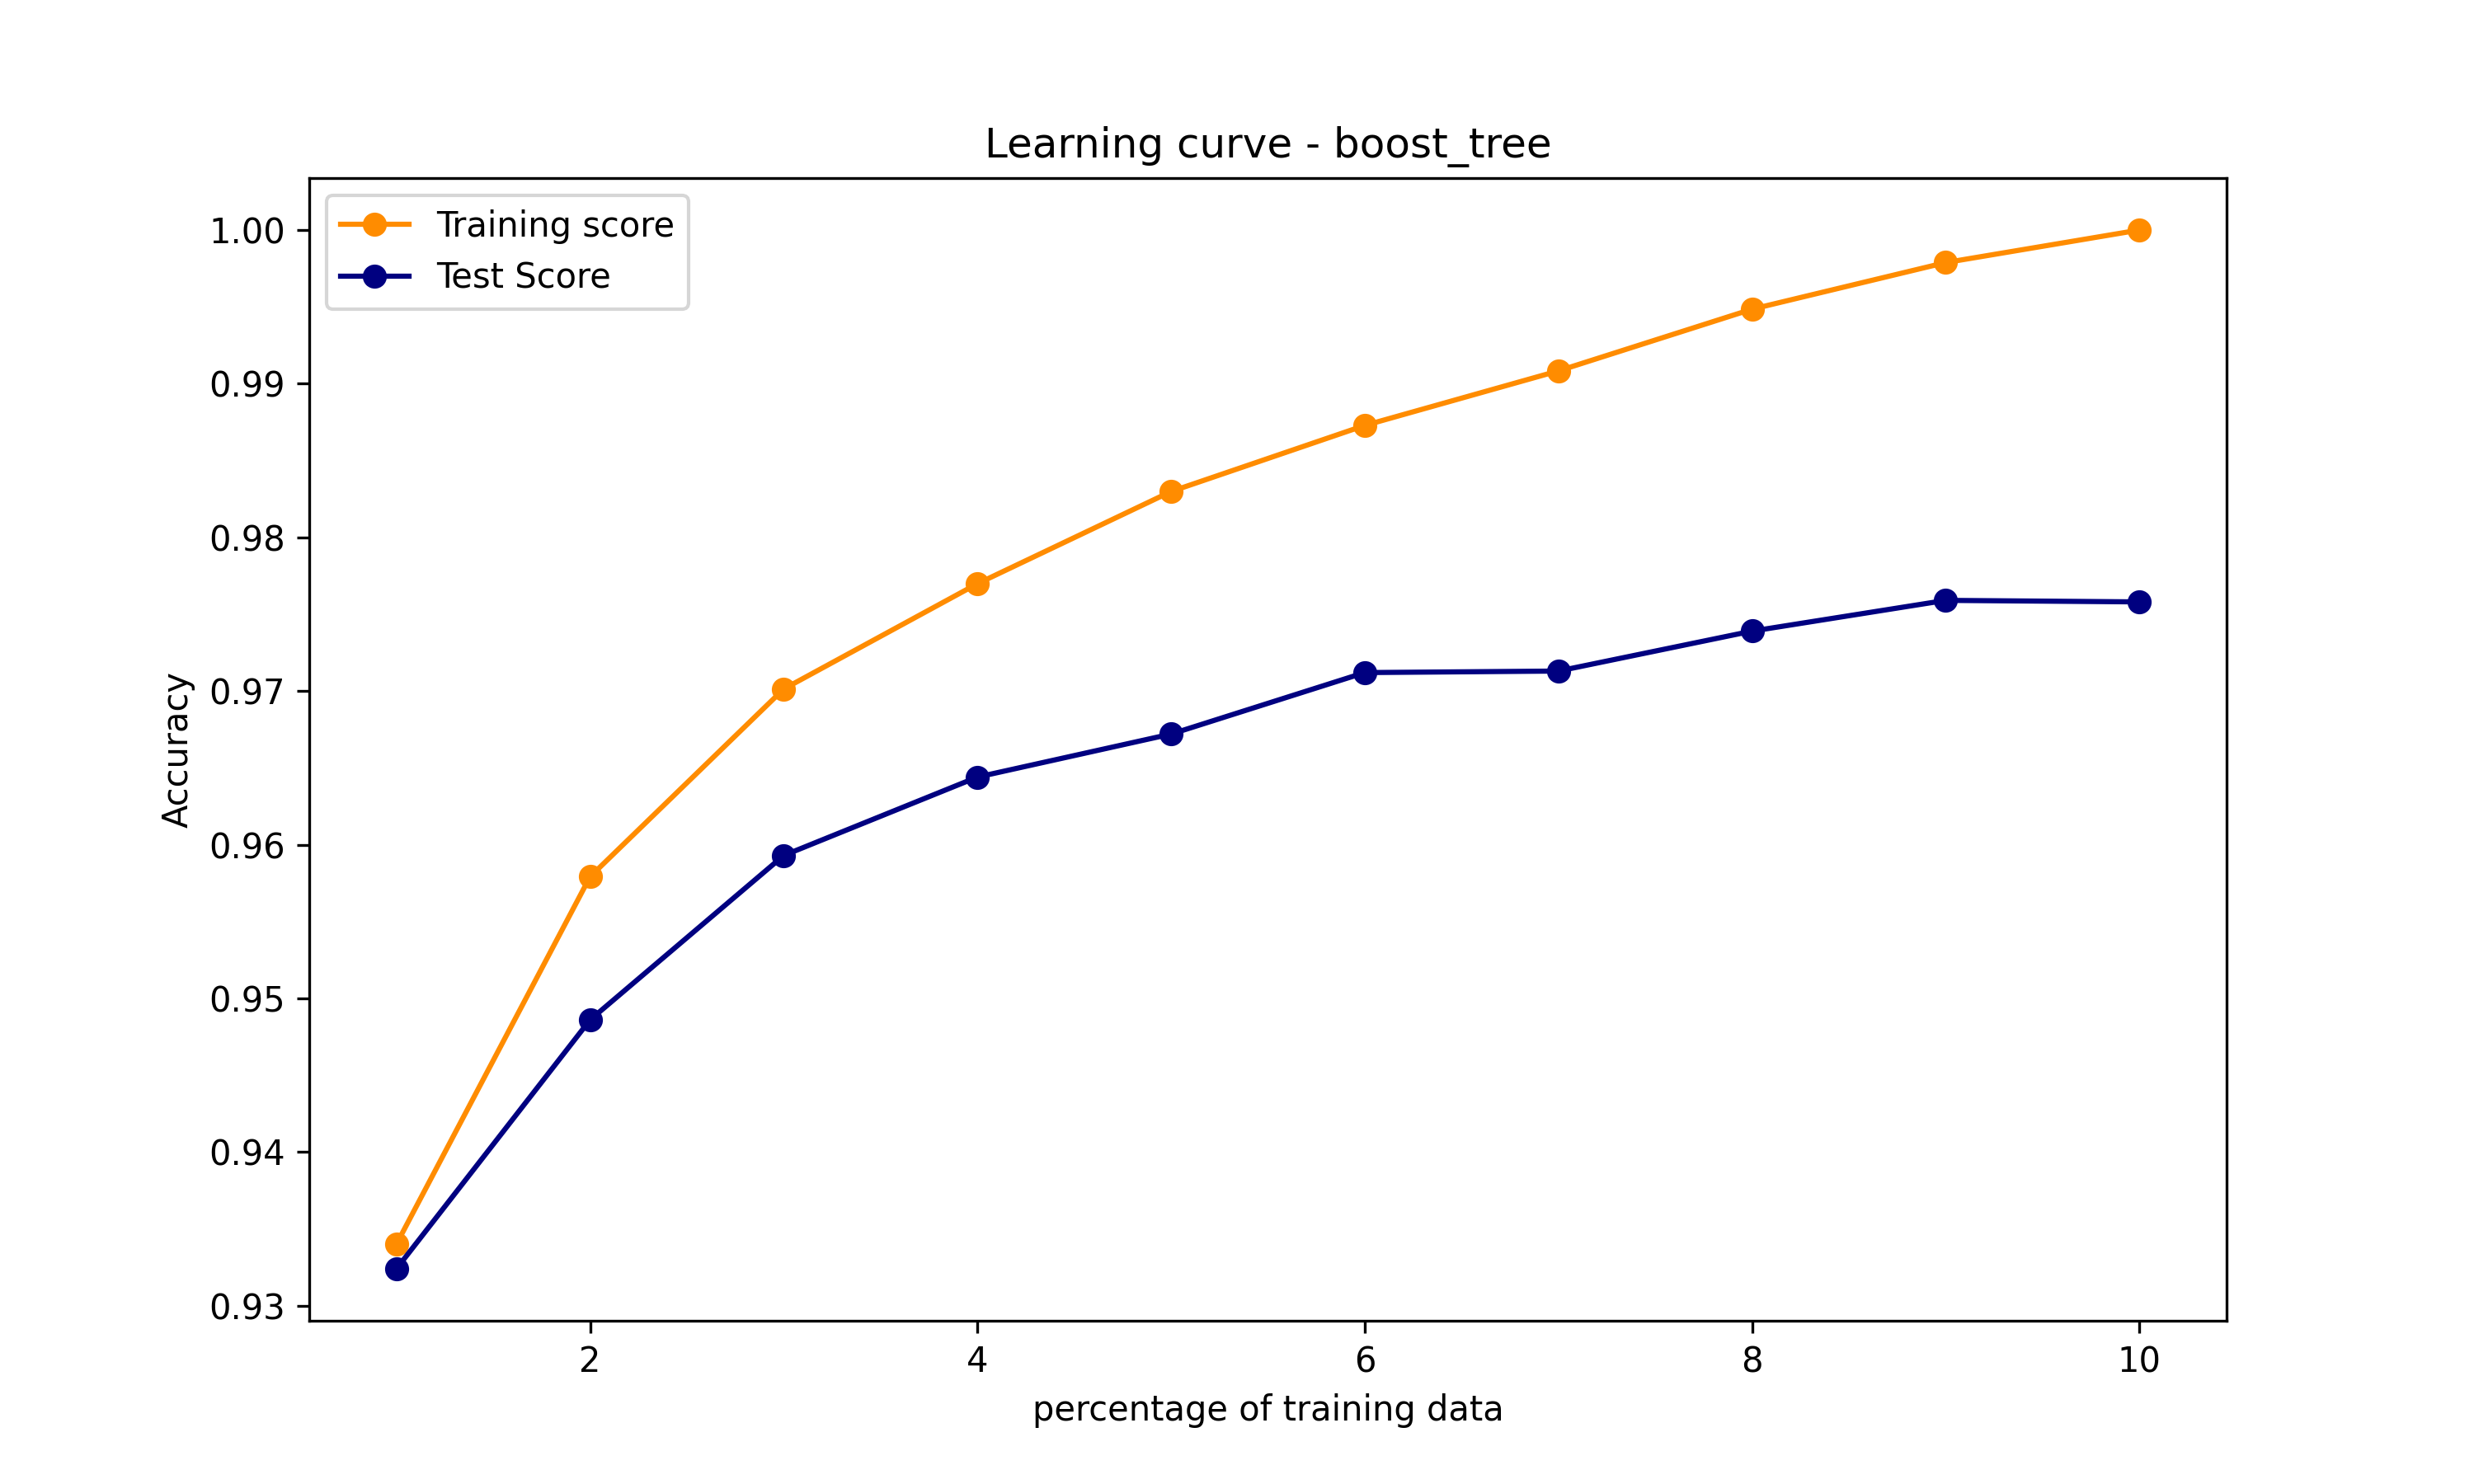 Learning curve - boost_tree
Training score
Test Score
1.00
0.99
0.98
0.97
0.96
0.95
0.94
0.93
Accuracy
2 4 6 8 10
percentage of training data